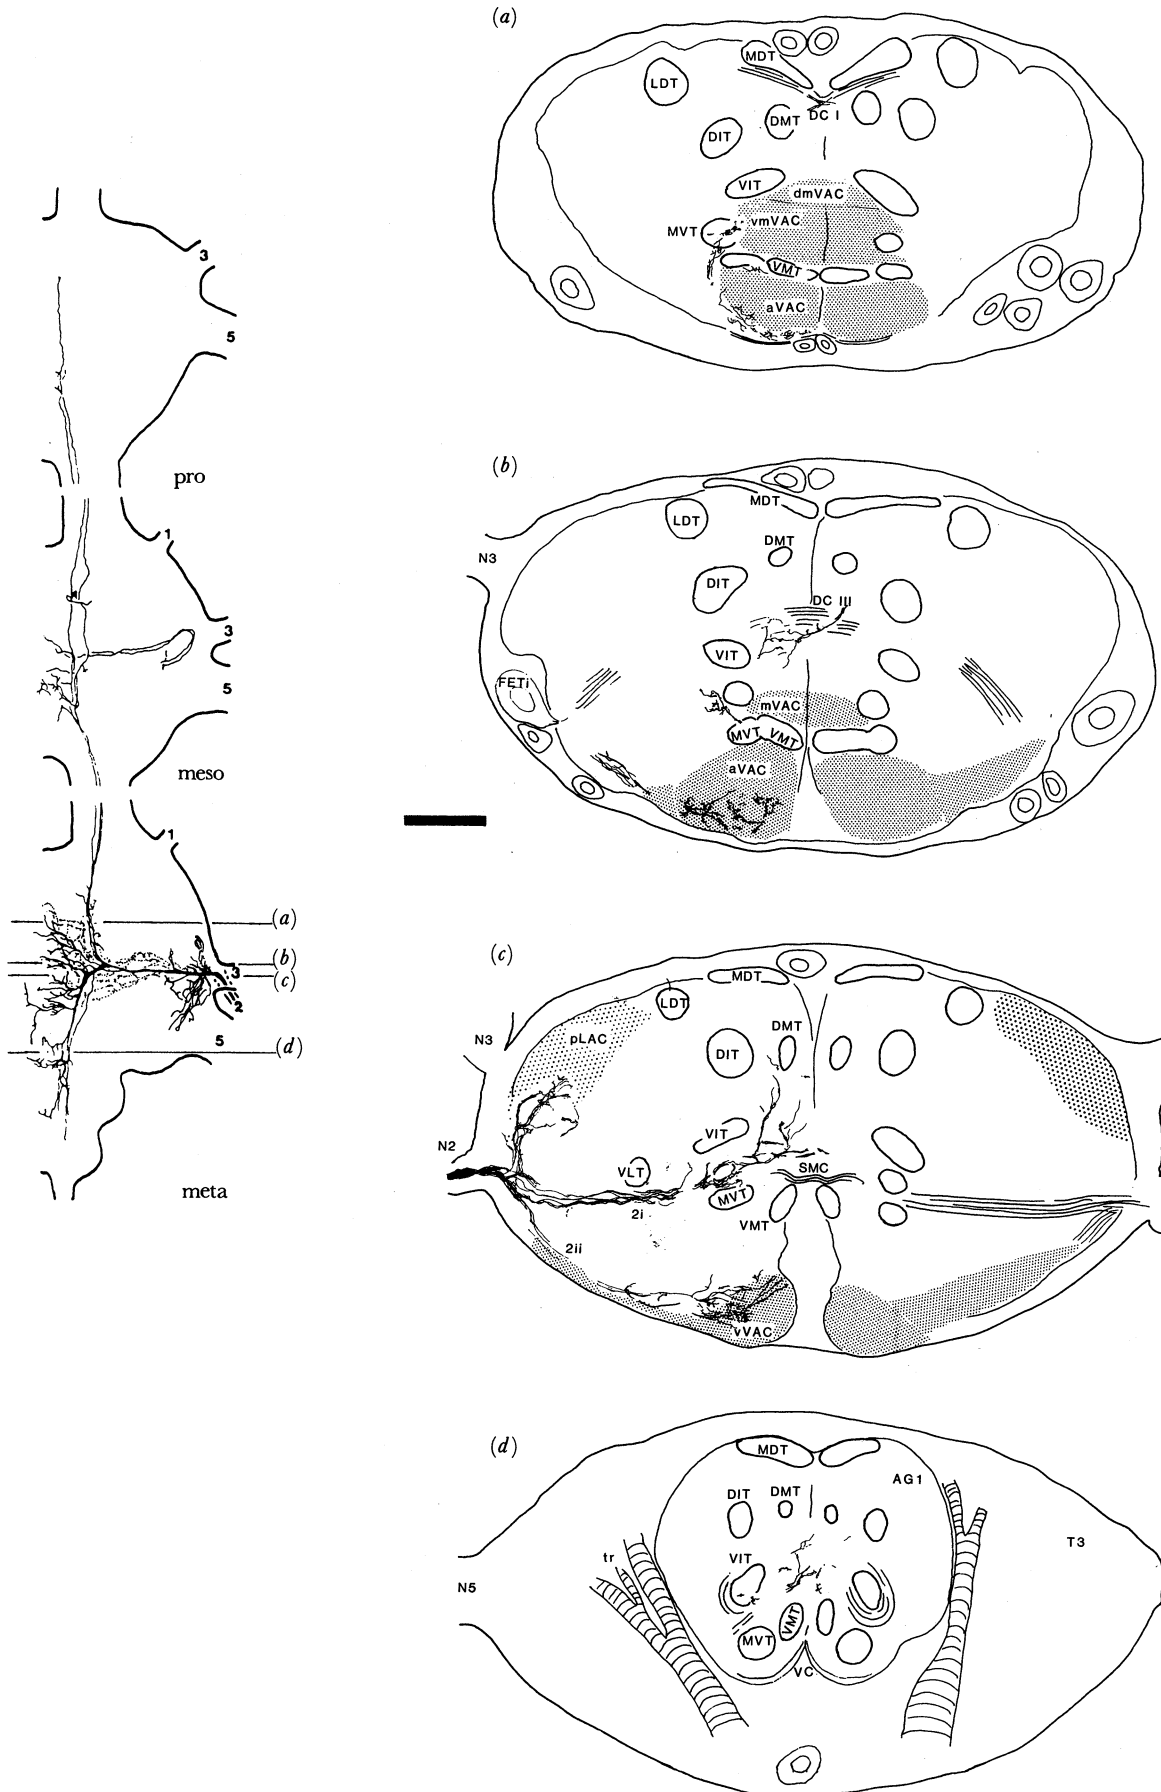 3
5
pro
1
3
5
meso
1
(a)
(b)
3
(c)
2
5
(d)
meta
(a)
MDT
LDT
DMT DC I
DIT
VIT
dmVAC
vmVAC
MVT
VMT
aVAC
(b)
MDT
LDT
N3
DMT
DIT
DC III
VIT
FETi
mVAC
MVT VMT
aVAC
(c)
MDT
LDT
pLAC
DMT
N3
DIT
VIT
N2
VLT
SMC
MVT
2i
VMT
2ii
vVAC
(d)
MDT
AG1
DIT DMT
T3
VIT
tr
N5
VMT
MVT
VC